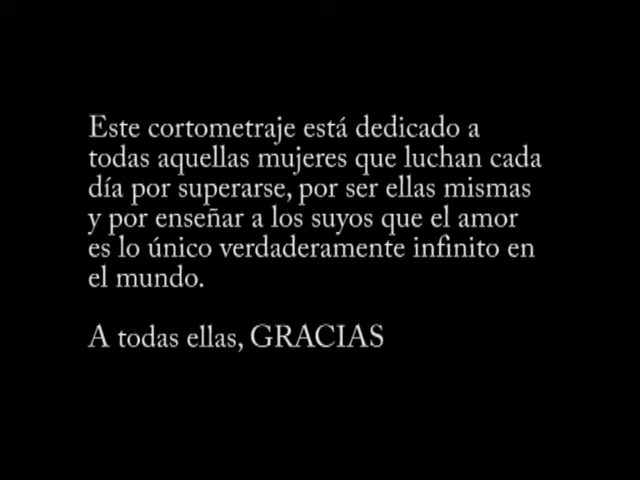 Este cortometraje está dedicado a
todas aquellas mujeres que luchan cada
día por superarse, por ser ellas mismas
y por enseñar a los suyos que el amor
es lo único verdaderamente infinito en
el mundo.
A todas ellas, GRACIAS